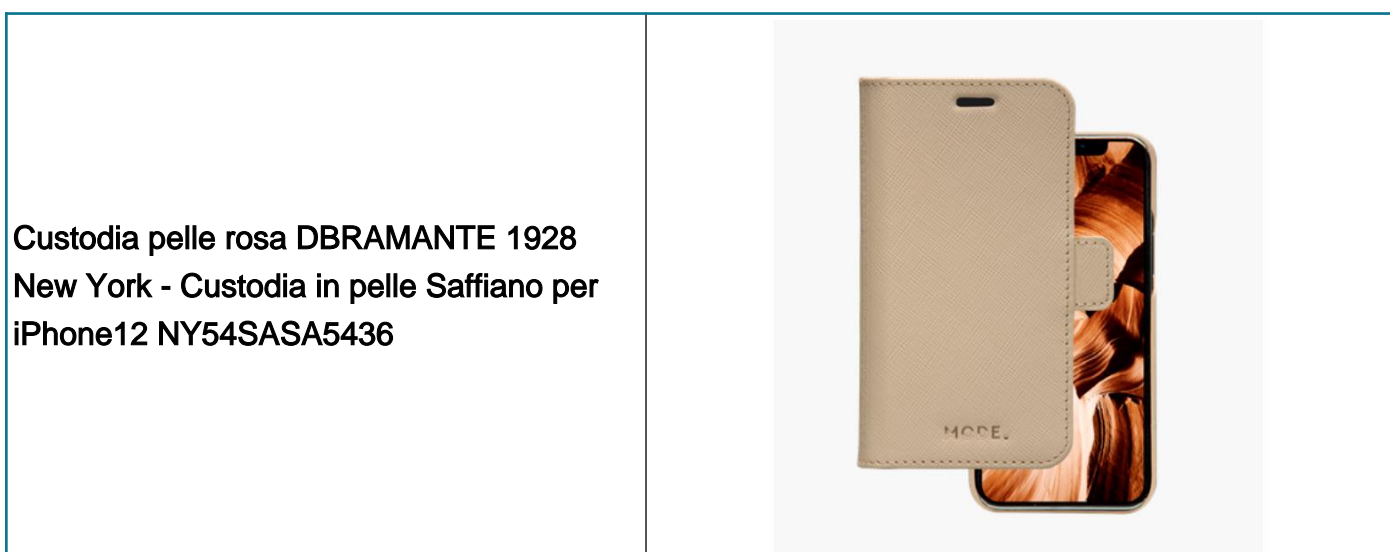 Custodia pelle rosa DBRAMANTE 1928
New York - Custodia in pelle Saffiano per
iPhone12 NY54SASA5436
MODE.